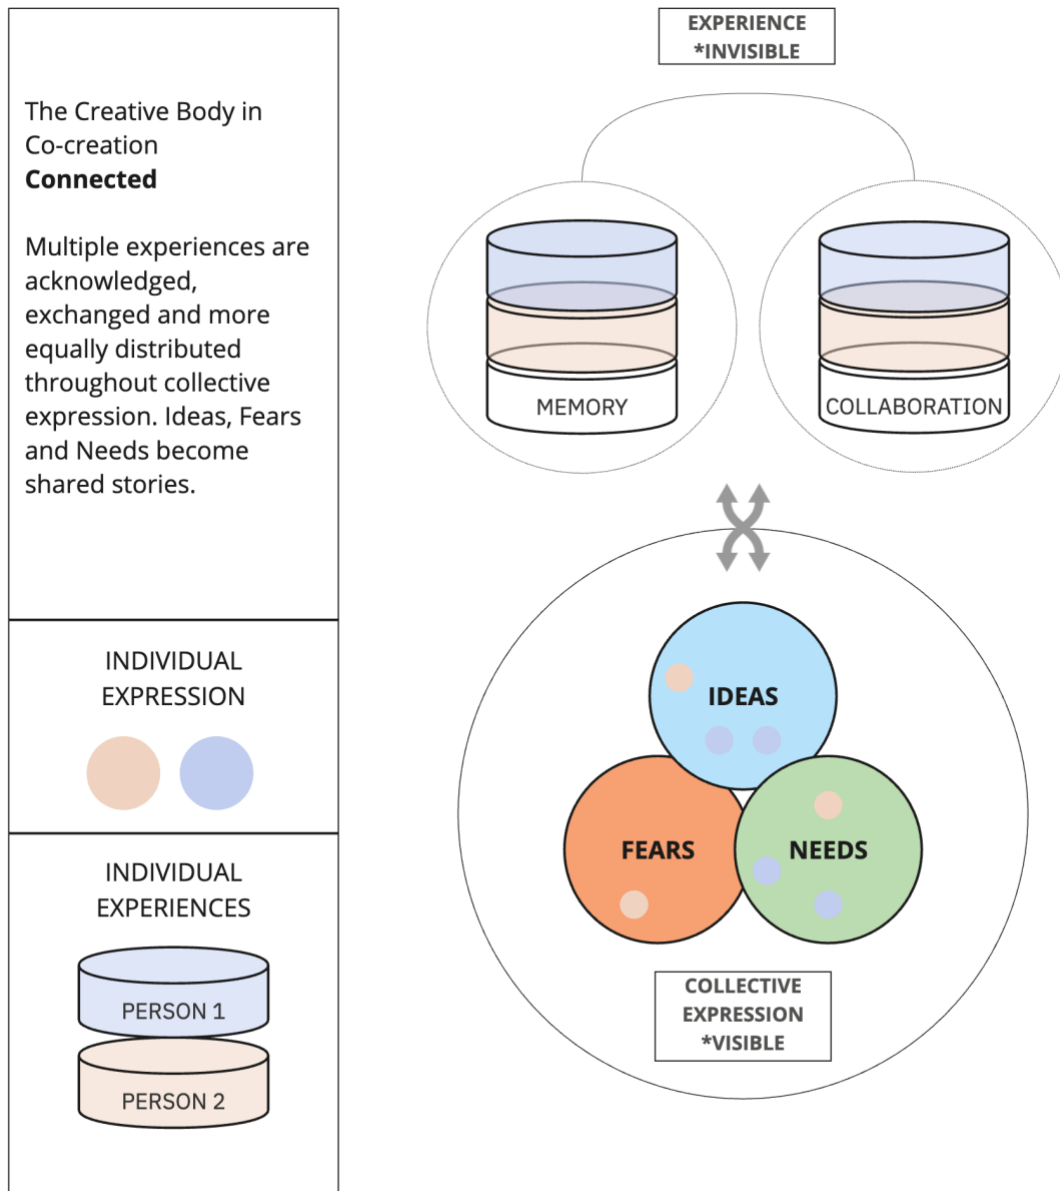 The Creative Body in
Co-creation
Connected
Multiple experiences are
acknowledged,
exchanged and more
equally distributed
throughout collective
expression. Ideas, Fears
and Needs become
shared stories.
INDIVIDUAL
EXPRESSION
INDIVIDUAL
EXPERIENCES
PERSON 1
PERSON 2
EXPERIENCE
*INVISIBLE
MEMORY
COLLABORATION
IDEAS
FEARS
NEEDS
COLLECTIVE
EXPRESSION
*VISIBLE